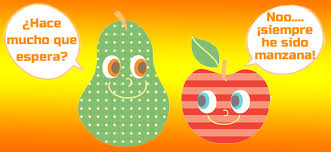 ¿Hace
mucho que
espera?
Noo....
¡siempre
he sido
manzana!